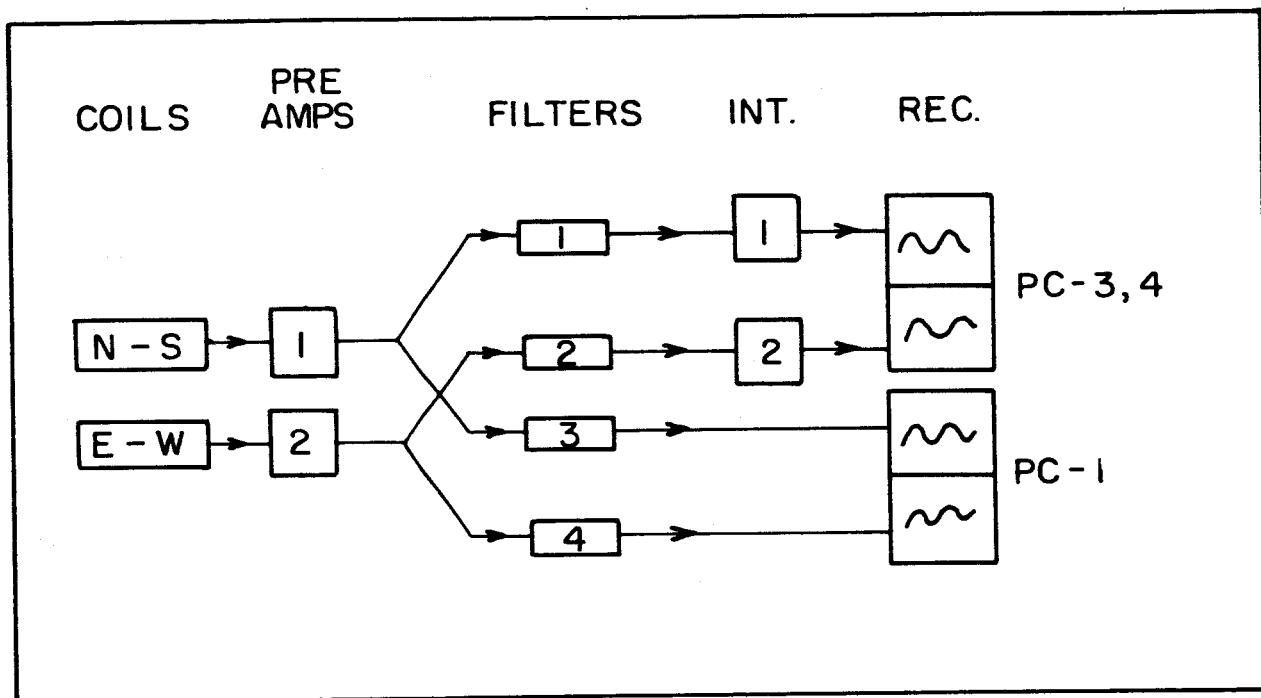 COILS
PRE
AMPS
FILTERS
INT.
REC.
1
1
N-S
1
2
2
PC-3,4
E-W
2
3
4
PC-1